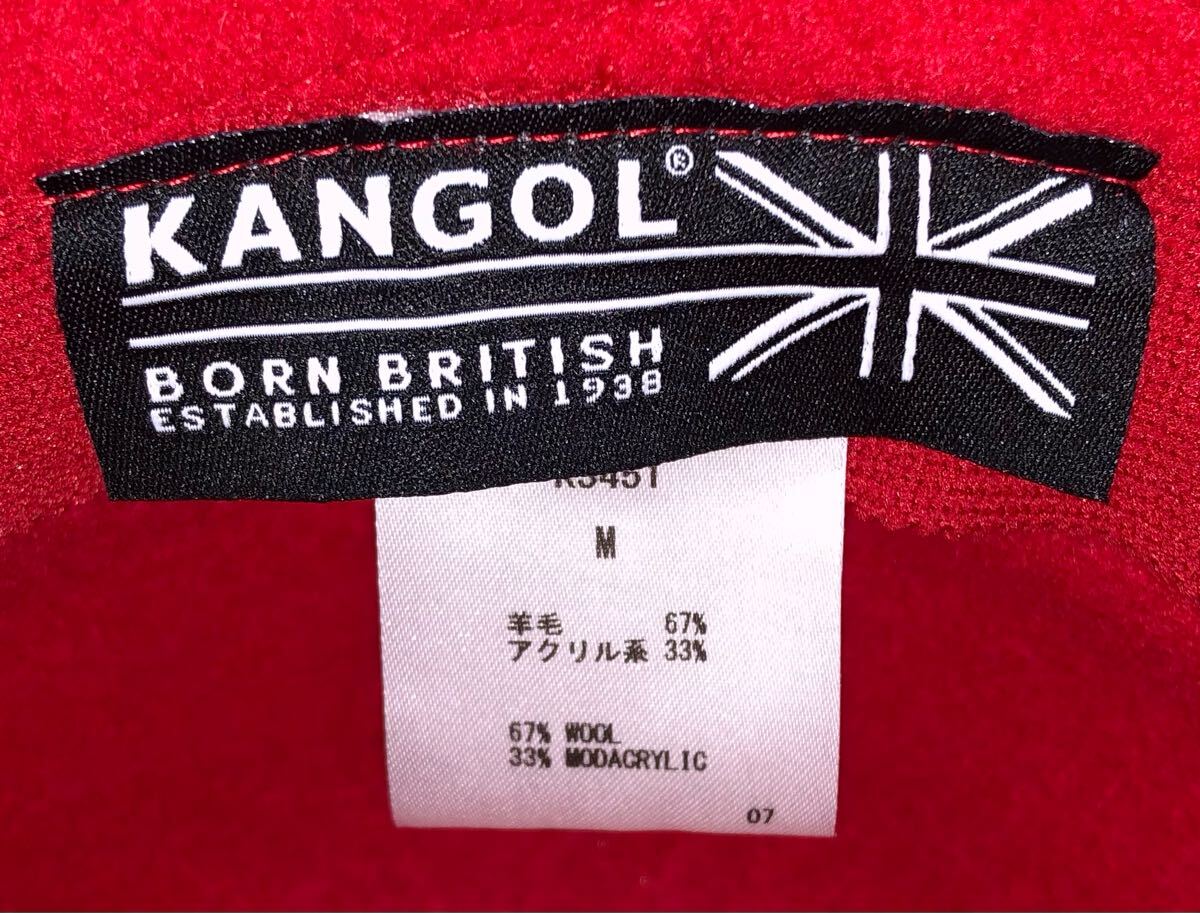 KANGOL®
BORN BRITISH
ESTABLISHED IN 1938
M
羊毛 67%
アクリル系 33%
67% WOOL
33% MODACRYLIC
07